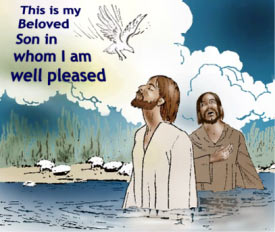 This is my
Beloved
Son in
whom I am
well pleased